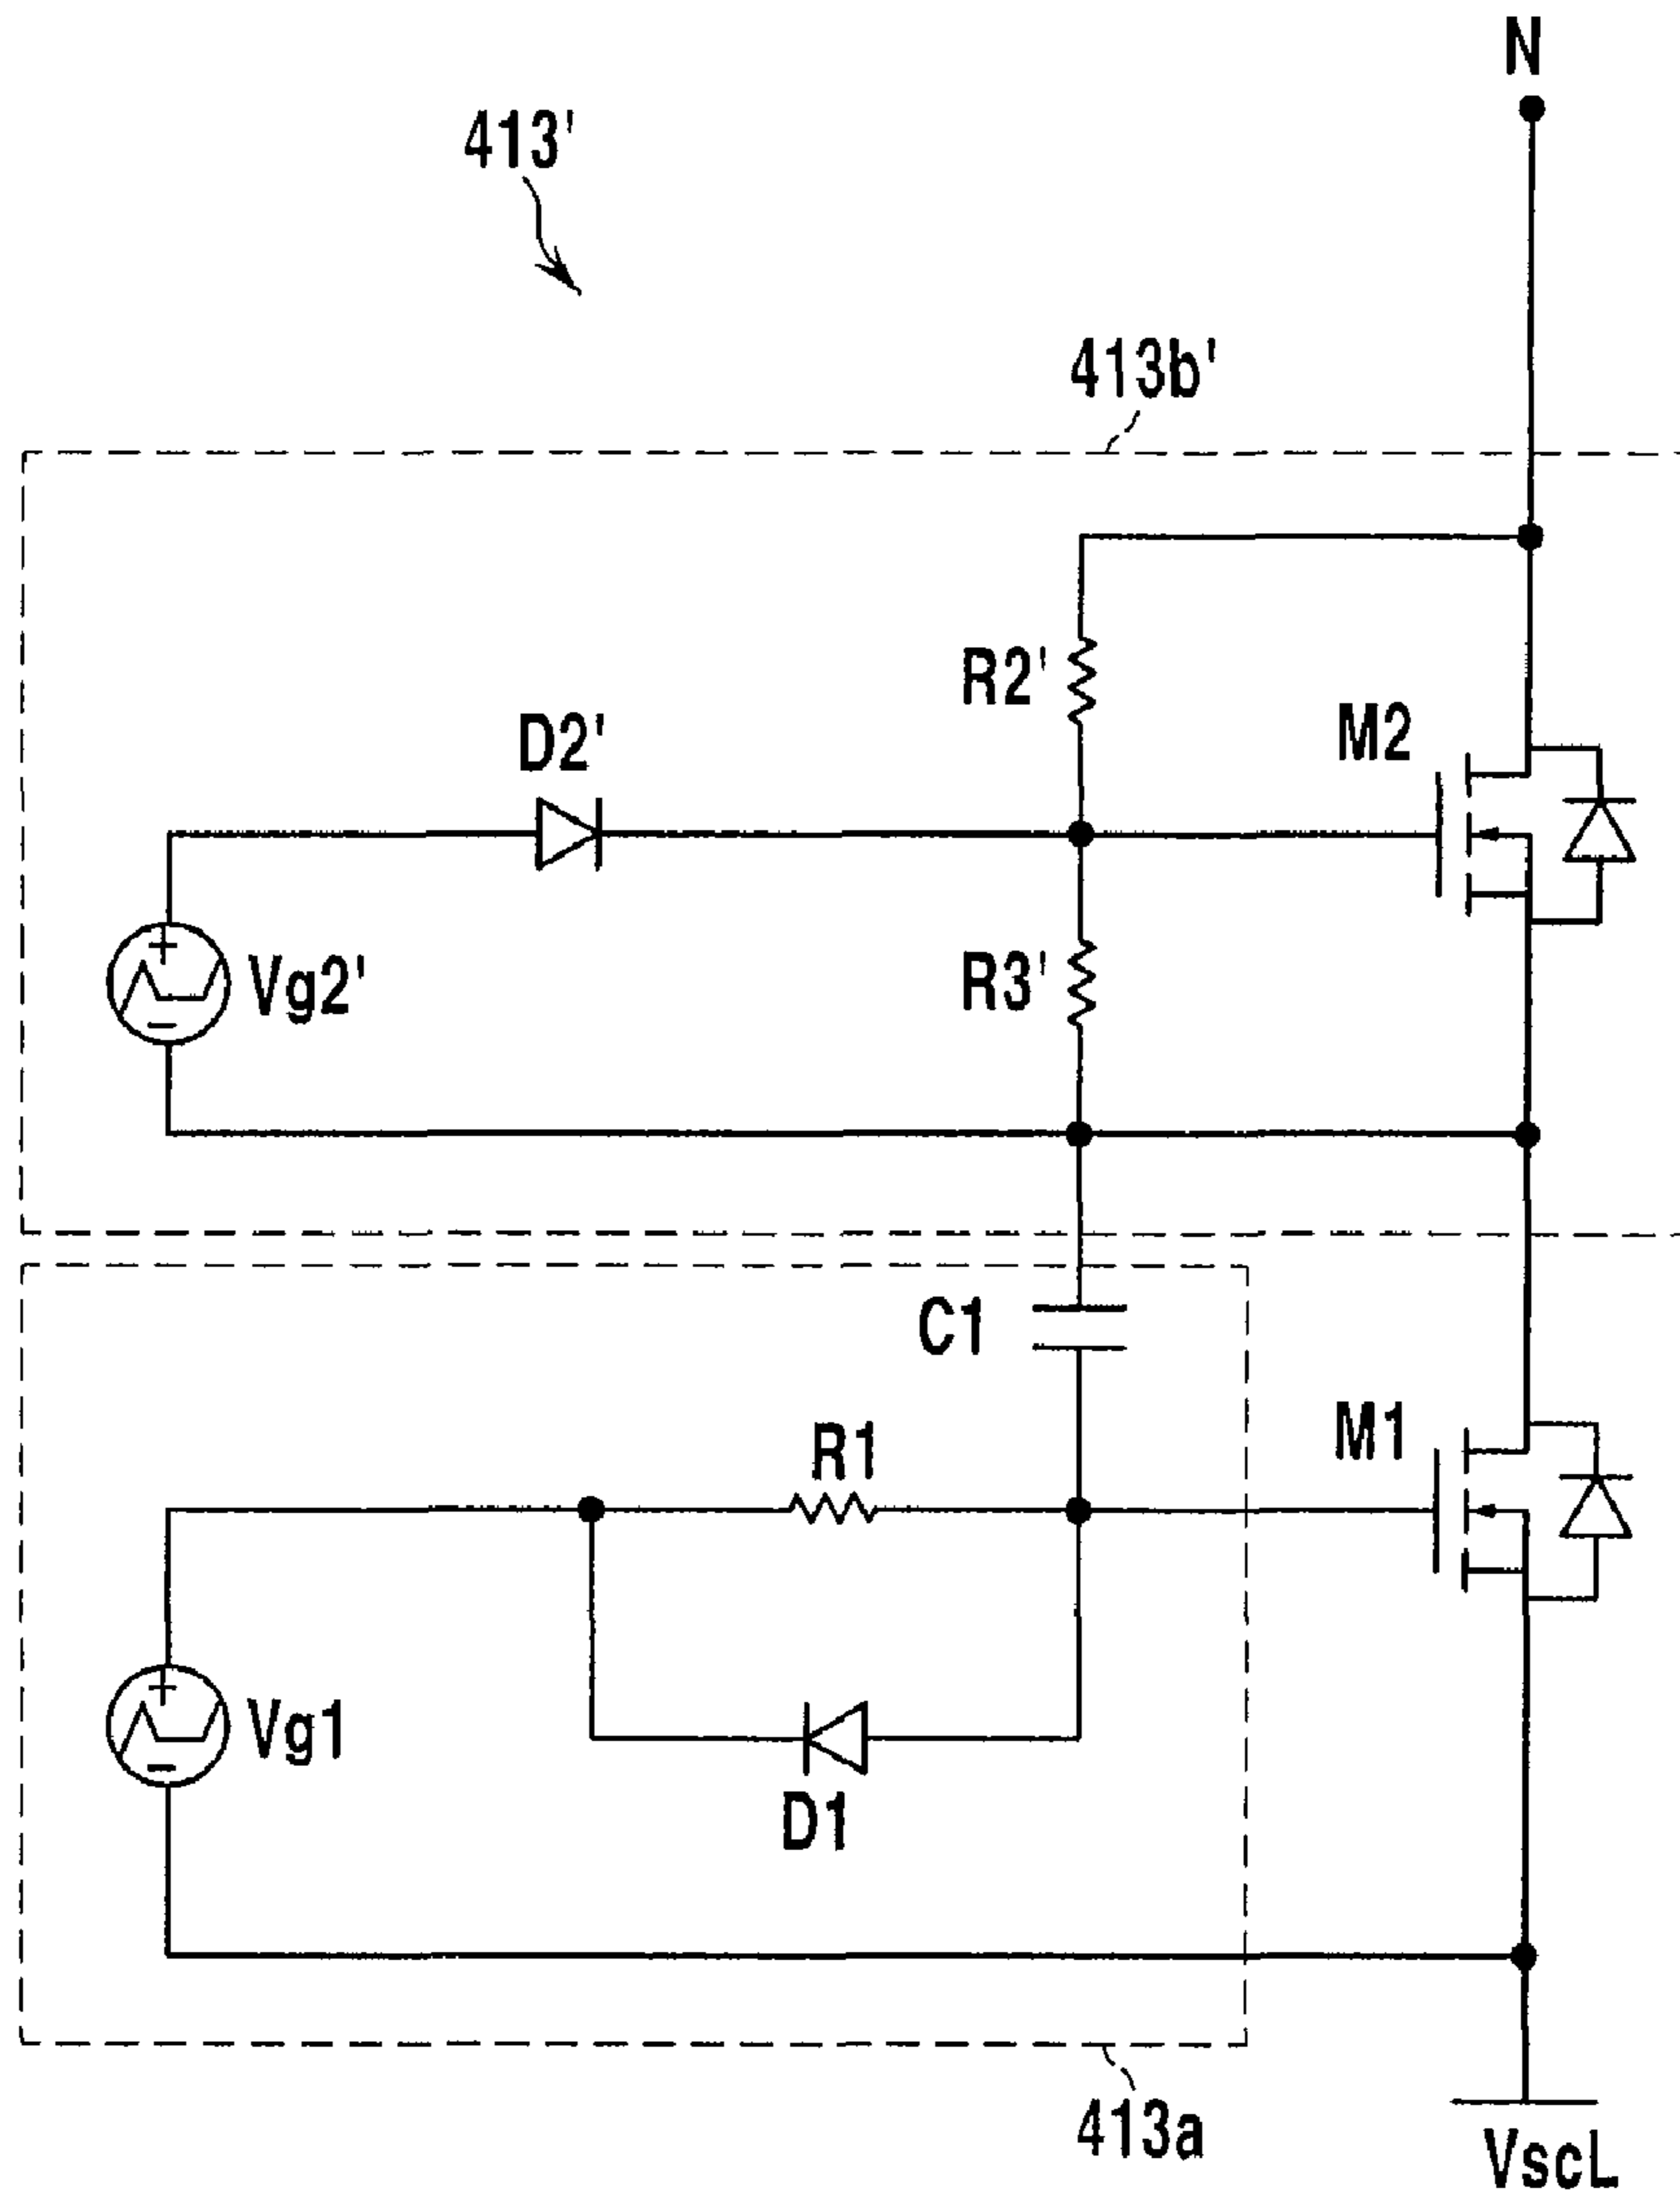 N
413'
413b'
R2'
M2
D2'
Vg2'
R3'
C1
M1
R1
Vg1
D1
413a
VscL